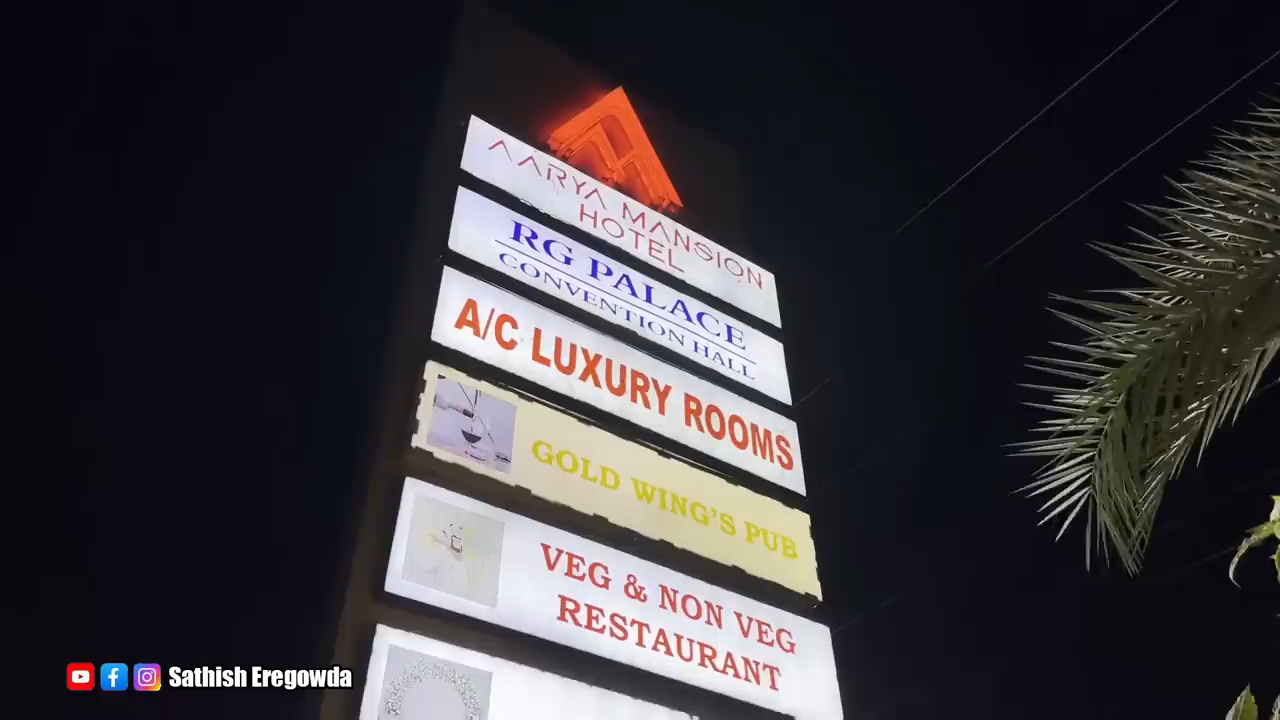 AARYA MANSION
HOTEL
RG PALACE
CONVENTION HALL
A/C LUXURY ROOMS
GOLD WING'S PUB
VEG & NON VEG
RESTAURANT
Sathish Eregowda